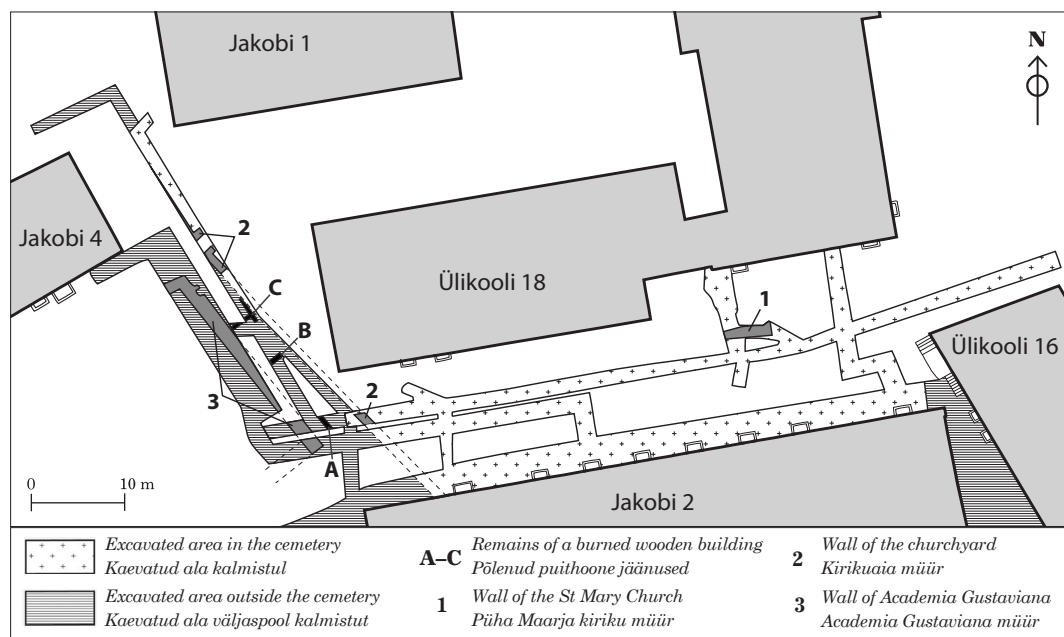 Jakobi 1
N
Jakobi 4
2
Ülikooli 18
C
1
B
Ülikooli 16
3
2
A
0
10 m
Jakobi 2
Excavated area in the cemetery
Kaevatud ala kalmistul
Excavated area outside the cemetery
Kaevatud ala väljaspool kalmistut
A–C
Remains of a burned wooden building
Põlenud puithoone jäänused
1
Wall of the St Mary Church
Püha Maarja kiriku müür
2
Wall of the churchyard
Kirikuaia müür
3
Wall of Academia Gustaviana
Academia Gustaviana müür